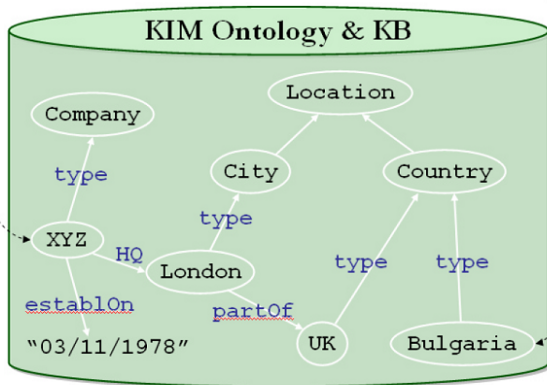 KIM Ontology & KB
Location
Company
City
Country
type
type
XYZ
HQ
London
type
type
establOn
partOf
“03/11/1978”
UK
Bulgaria